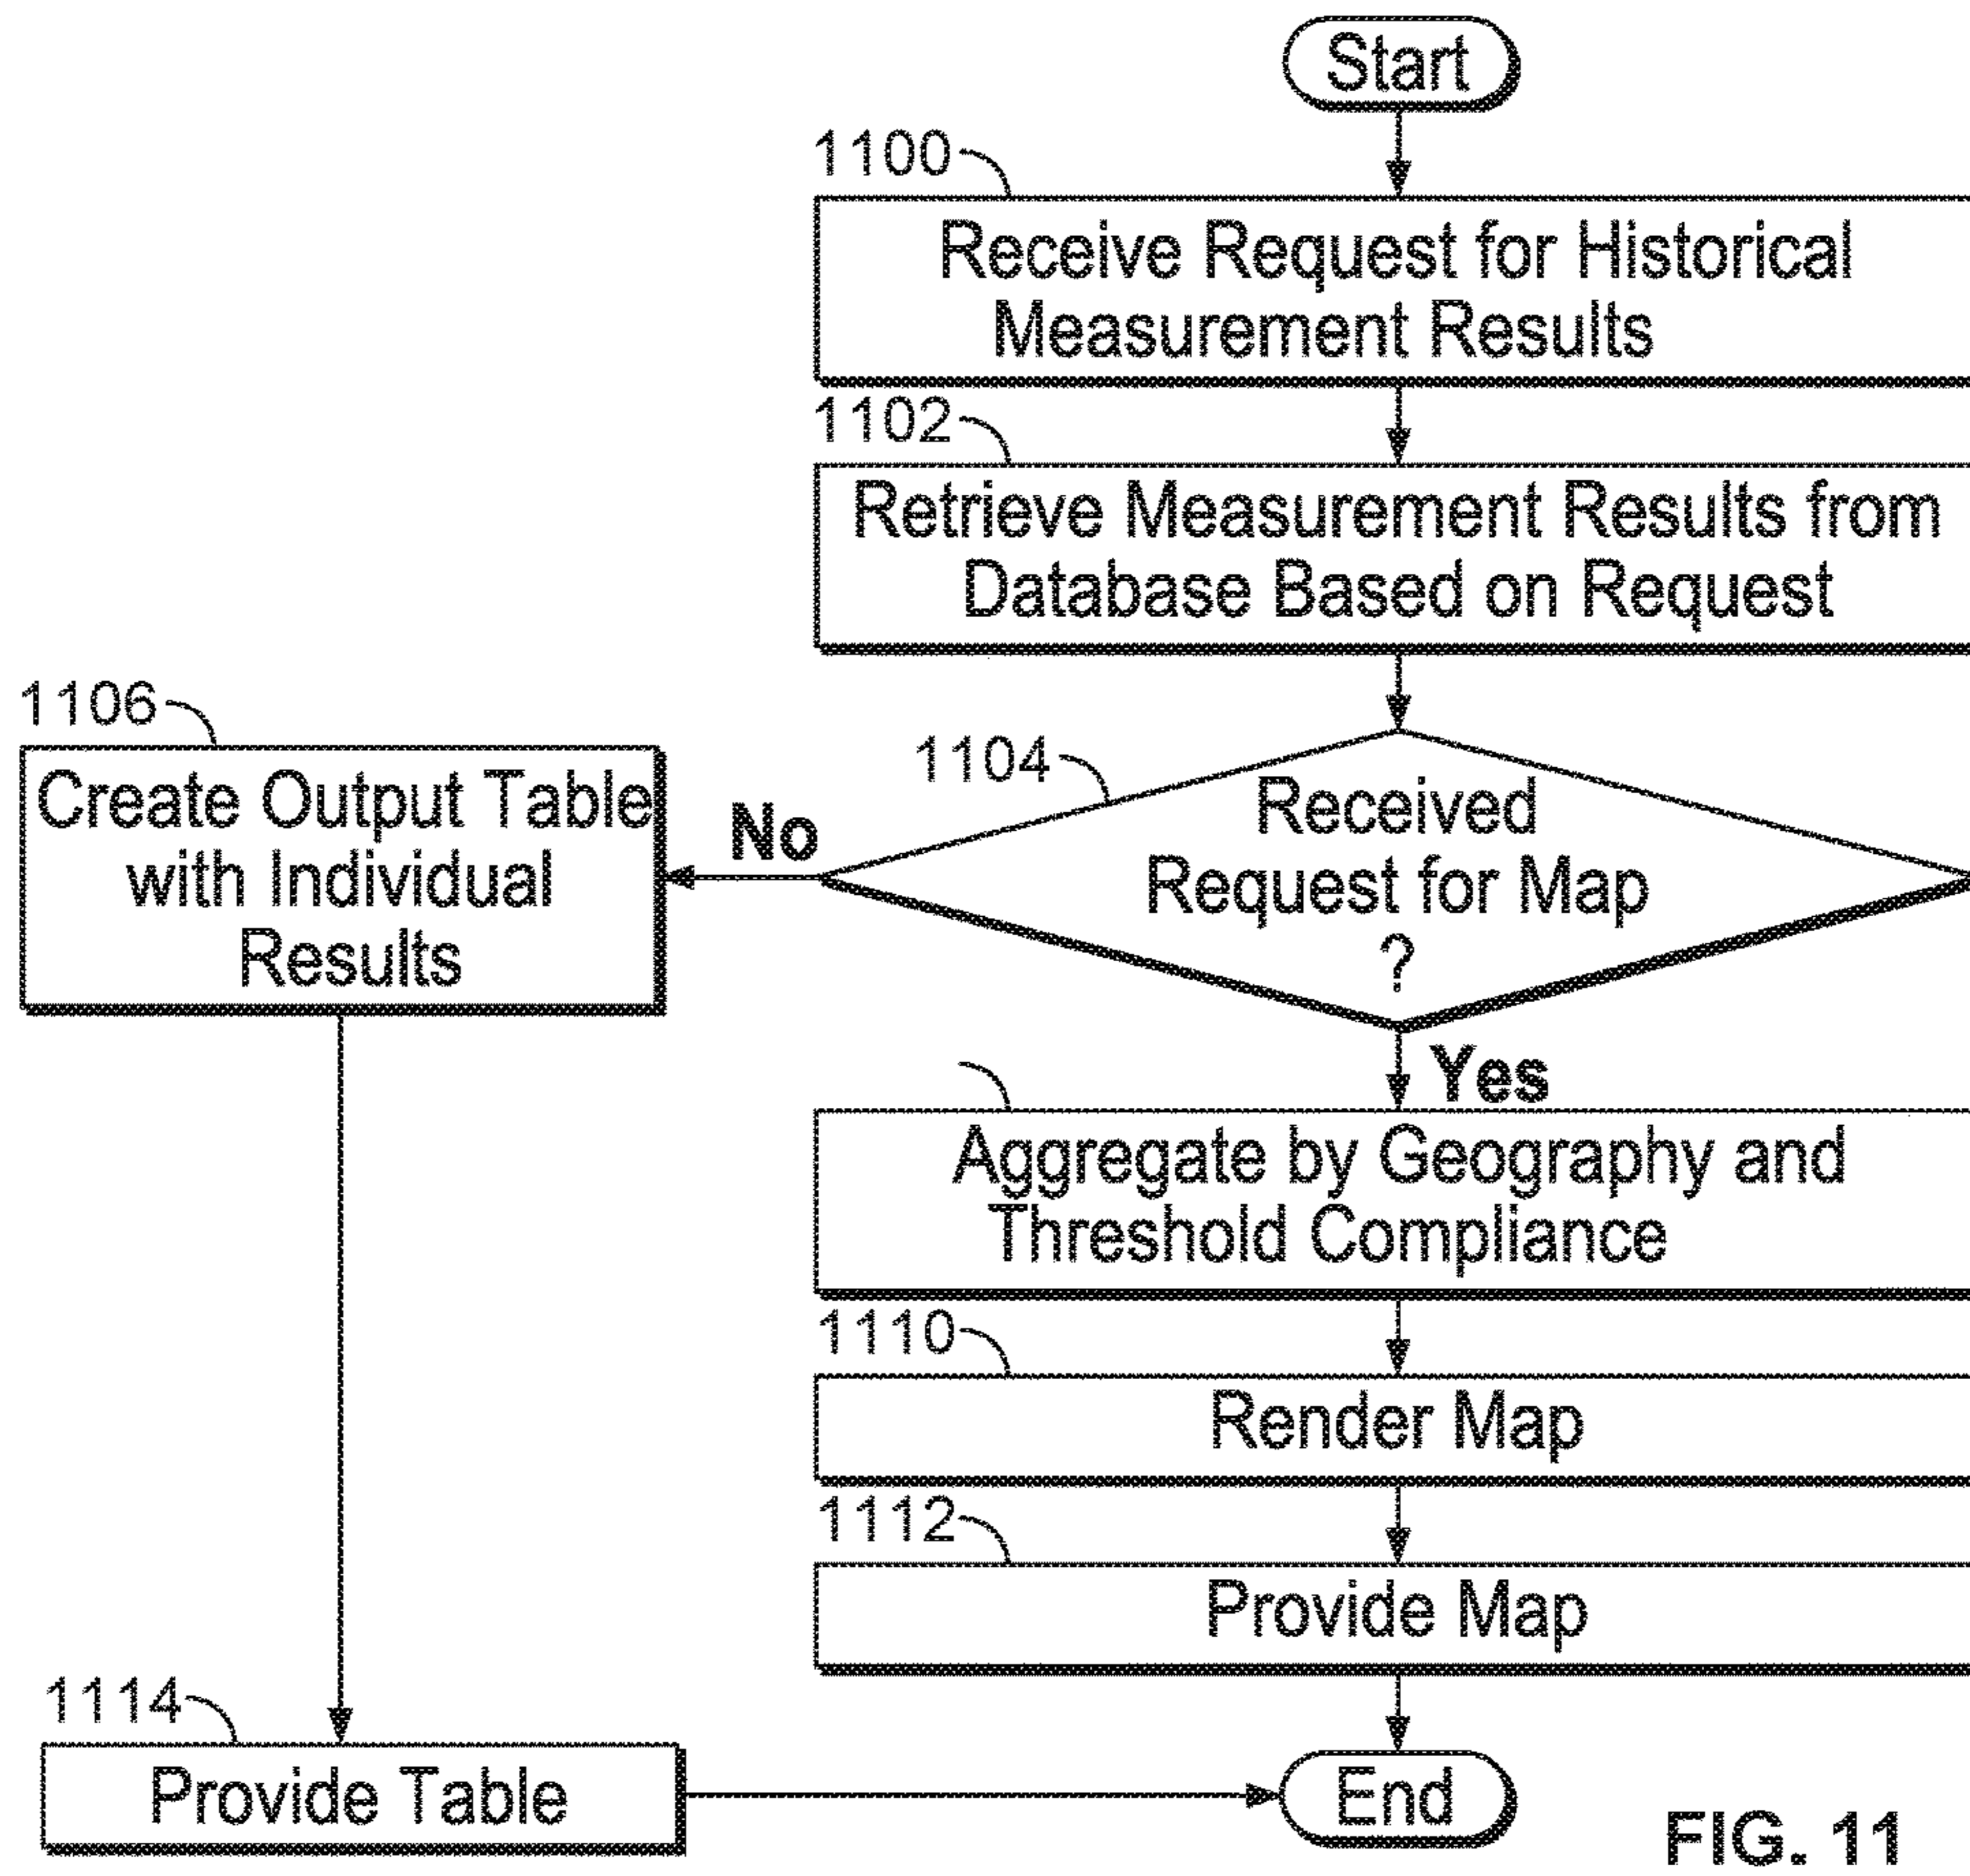 Start
1100
Receive Request for Historical
Measurement Results
1102
Retrieve Measurement Results from
Database Based on Request
1104
Received
Request for Map
?
No
1106
Create Output Table
with Individual
Results
Yes
Aggregate by Geography and
Threshold Compliance
1110
Render Map
1112
Provide Map
1114
Provide Table
End
FIG. 11